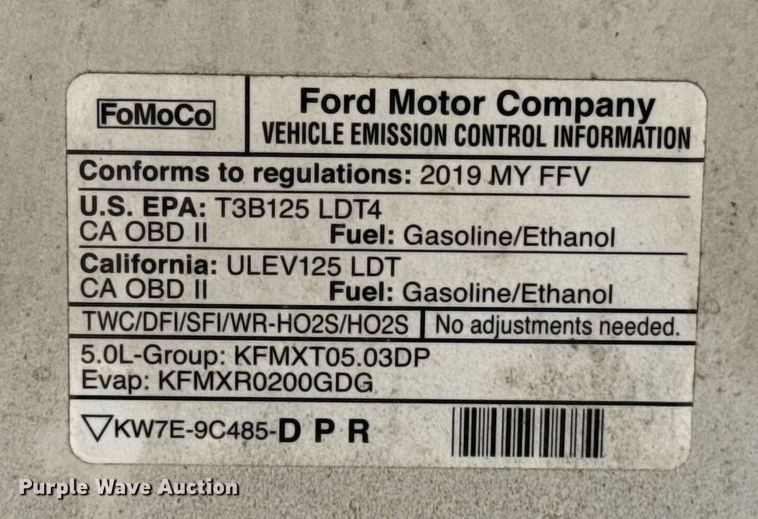 FoMoCo
Ford Motor Company
VEHICLE EMISSION CONTROL INFORMATION
Conforms to regulations: 2019 MY FFV
U.S. EPA: T3B125 LDT4
CA OBD II Fuel: Gasoline/Ethanol
California: ULEV125 LDT
CA OBD II Fuel: Gasoline/Ethanol
TWC/DFI/SFI/WR-HO2S/HO2S No adjustments needed.
5.0L-Group: KFMXT05.03DP
Evap: KFMXR0200GDG
▽KW7E-9C485-D P R
Purple Wave Auction